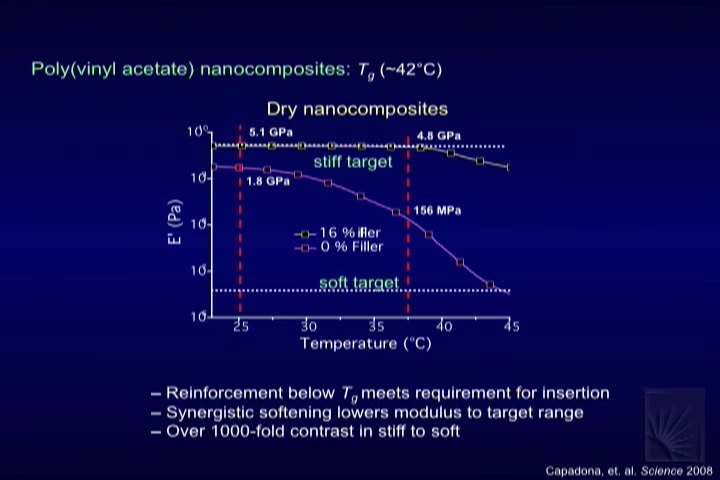 Poly(vinyl acetate) nanocomposites: Tg (~42°C)
Dry nanocomposites
5.1 GPa
4.8 GPa
stiff target
1.8 GPa
156 MPa
E' (Pa)
16 % filler
0 % Filler
soft target
25 30 35 40 45
Temperature (°C)
– Reinforcement below Tg meets requirement for insertion
– Synergistic softening lowers modulus to target range
– Over 1000-fold contrast in stiff to soft
Capadona, et. al. Science 2008